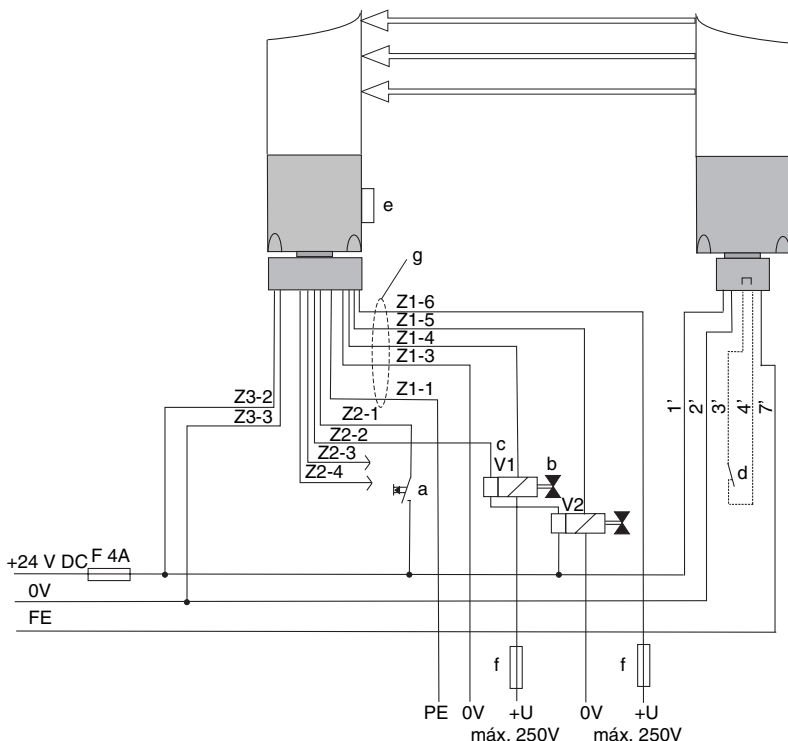 e
g
Z1-6
Z1-5
Z1-4
Z1-3
Z1-1
Z3-2
Z3-3
Z2-1
Z2-2
Z2-3
Z2-4
a
c
V1
b
V2
1'
2'
3'
4'
7'
d
+24 V DC F 4A
0V
FE
f
f
PE 0V +U 0V +U
máx. 250V máx. 250V